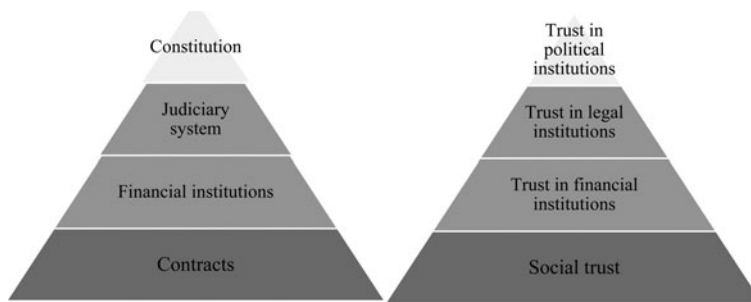 Constitution
Judiciary
system
Financial institutions
Contracts
Trust in
political
institutions
Trust in legal
institutions
Trust in financial
institutions
Social trust